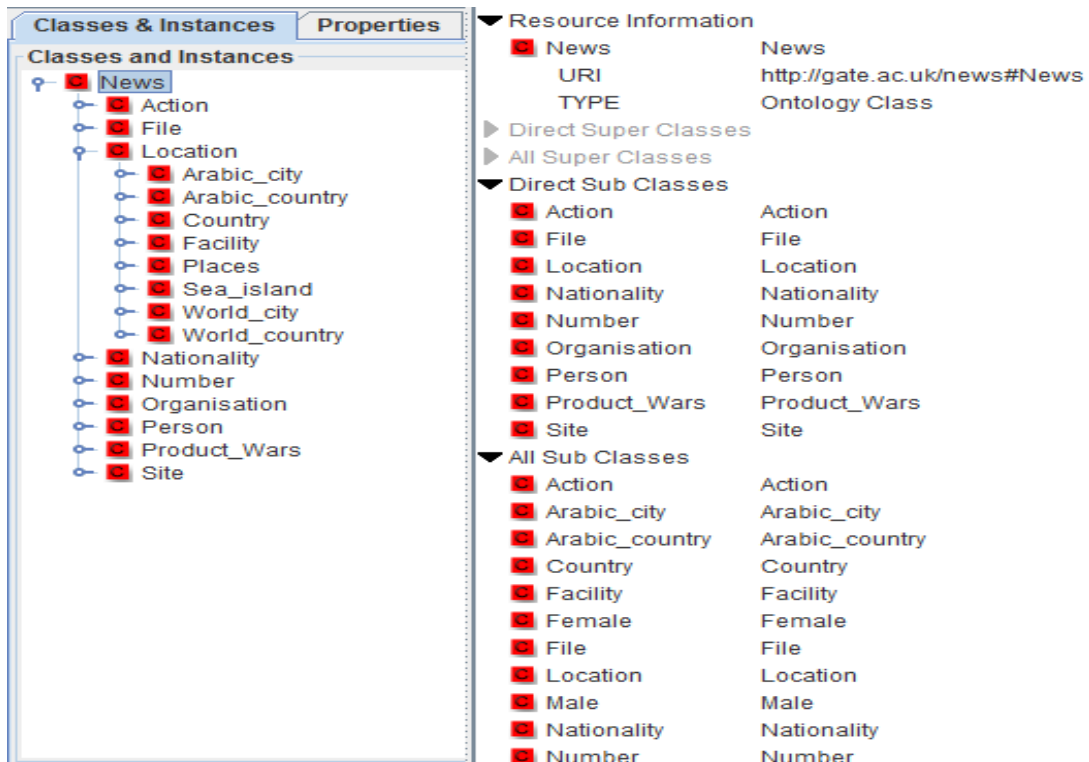 Classes & Instances
Properties
Classes and Instances
News
Action
File
Location
Arabic_city
Arabic_country
Country
Facility
Places
Sea_island
World_city
World_country
Nationality
Number
Organisation
Person
Product_Wars
Site
Resource Information
C News News
URI http://gate.ac.uk/news#News
TYPE Ontology Class
Direct Super Classes
All Super Classes
Direct Sub Classes
C Action Action
C File File
C Location Location
C Nationality Nationality
C Number Number
C Organisation Organisation
C Person Person
C Product_Wars Product_Wars
C Site Site
All Sub Classes
C Action Action
C Arabic_city Arabic_city
C Arabic_country Arabic_country
C Country Country
C Facility Facility
C Female Female
C File File
C Location Location
C Male Male
C Nationality Nationality
C Number Number